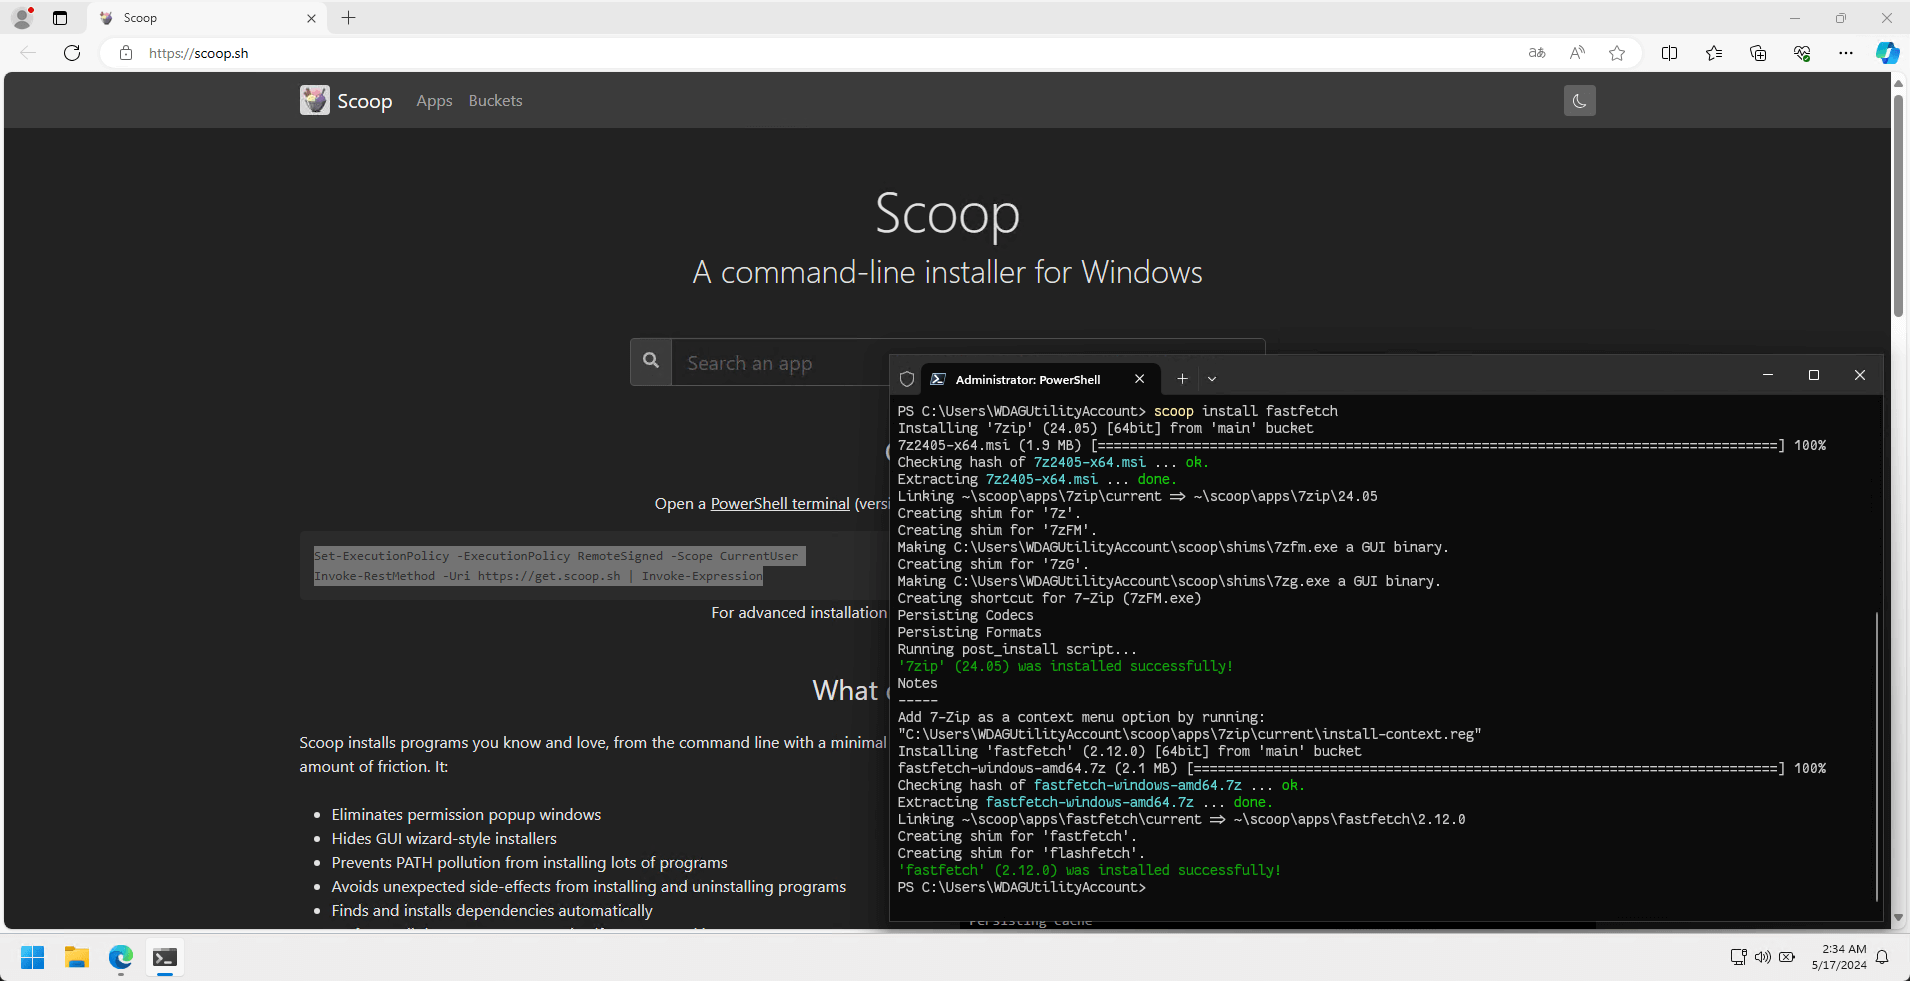 Scoop
https://scoop.sh
Scoop Apps Buckets
Scoop
A command-line installer for Windows
Search an app
Open a PowerShell terminal (versi
Set-ExecutionPolicy -ExecutionPolicy RemoteSigned -Scope CurrentUser
Invoke-RestMethod -Uri https://get.scoop.sh | Invoke-Expression
For advanced installation
What
Scoop installs programs you know and love, from the command line with a minimal
amount of friction. It:
• Eliminates permission popup windows
• Hides GUI wizard-style installers
• Prevents PATH pollution from installing lots of programs
• Avoids unexpected side-effects from installing and uninstalling programs
• Finds and installs dependencies automatically
Administrator: PowerShell
PS C:\Users\WDAGUtilityAccount> scoop install fastfetch
Installing '7zip' (24.05) [64bit] from 'main' bucket
7z2405-x64.msi (1.9 MB) [=====================================================================================] 100%
Checking hash of 7z2405-x64.msi ... ok.
Extracting 7z2405-x64.msi ... done.
Linking ~\scoop\apps\7zip\current => ~\scoop\apps\7zip\24.05
Creating shim for '7z'.
Creating shim for '7zFM'.
Making C:\Users\WDAGUtilityAccount\scoop\shims\7zfm.exe a GUI binary.
Creating shim for '7zG'.
Making C:\Users\WDAGUtilityAccount\scoop\shims\7zg.exe a GUI binary.
Creating shortcut for 7-Zip (7zFM.exe)
Persisting Codecs
Persisting Formats
Running post_install script...
'7zip' (24.05) was installed successfully!
Notes
-----
Add 7-Zip as a context menu option by running:
"C:\Users\WDAGUtilityAccount\scoop\apps\7zip\current\install-context.reg"
Installing 'fastfetch' (2.12.0) [64bit] from 'main' bucket
fastfetch-windows-amd64.7z (2.1 MB) [=========================================================================] 100%
Checking hash of fastfetch-windows-amd64.7z ... ok.
Extracting fastfetch-windows-amd64.7z ... done.
Linking ~\scoop\apps\fastfetch\current => ~\scoop\apps\fastfetch\2.12.0
Creating shim for 'fastfetch'.
Creating shim for 'flashfetch'.
'fastfetch' (2.12.0) was installed successfully!
PS C:\Users\WDAGUtilityAccount>
Persisting cache
2:34 AM
5/17/2024